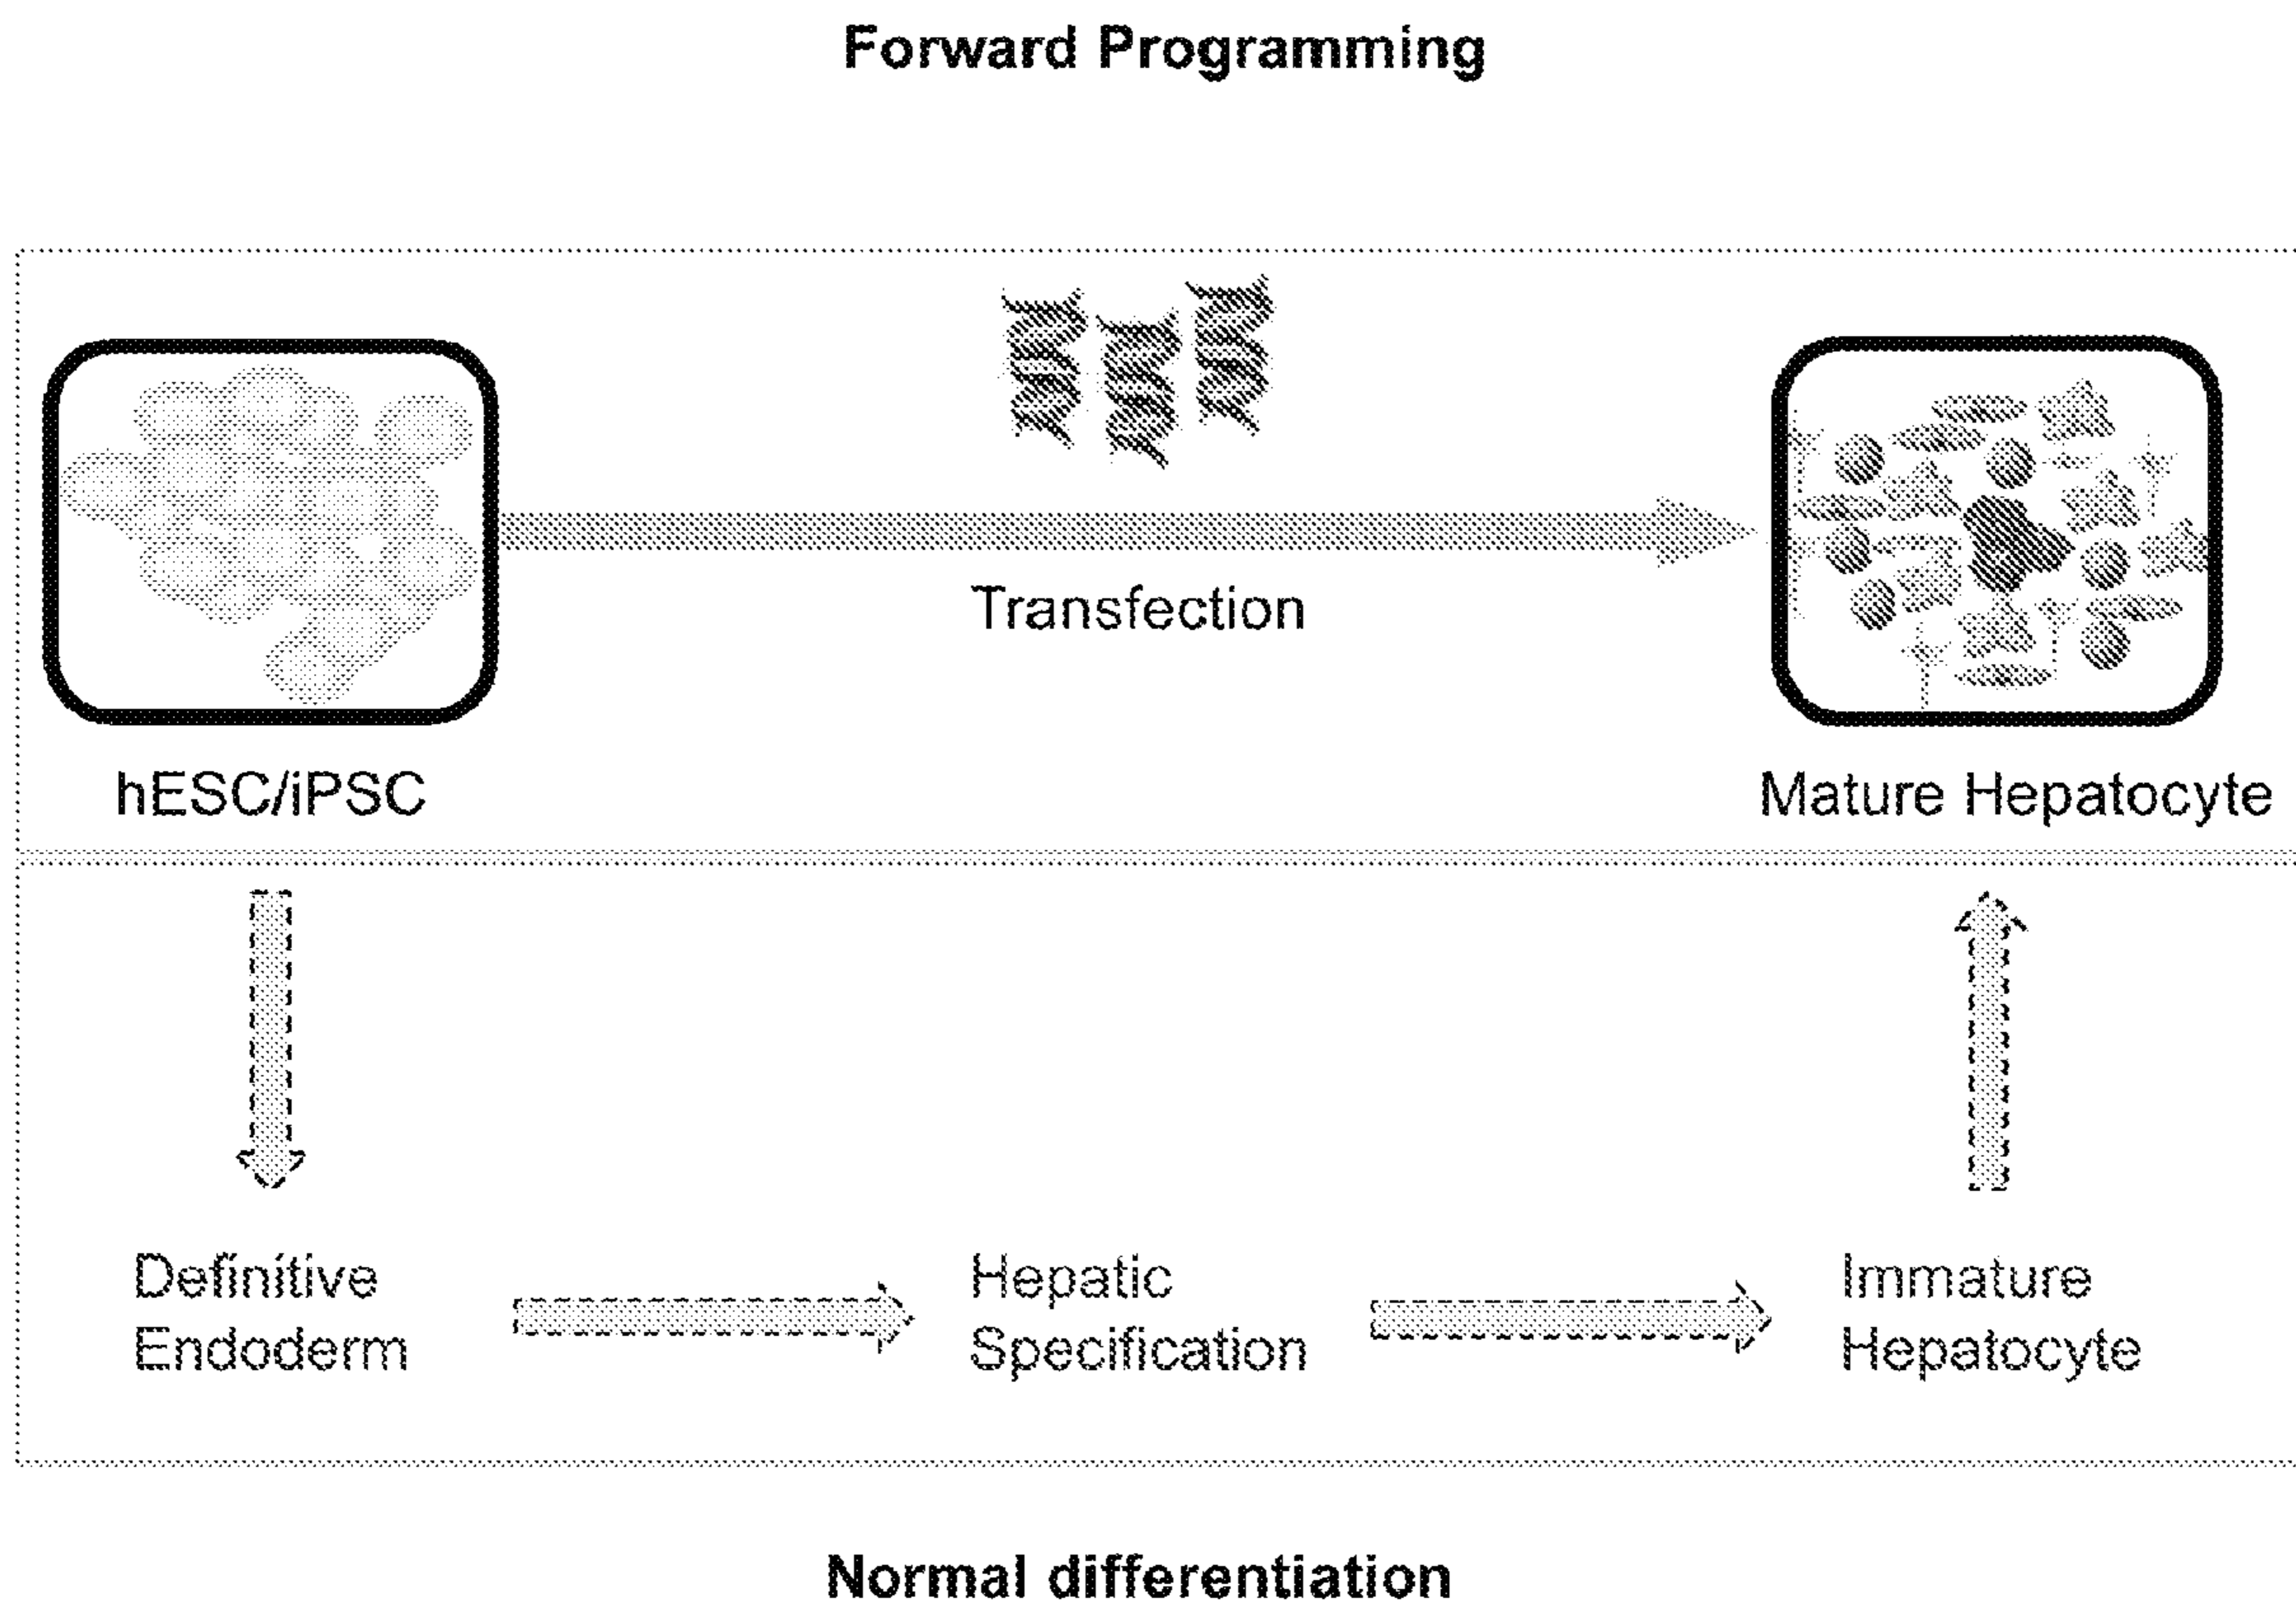 Forward Programming
Transfection
hESC/iPSC
Mature Hepatocyte
Definitive
Endoderm
Hepatic
Specification
Immature
Hepatocyte
Normal differentiation